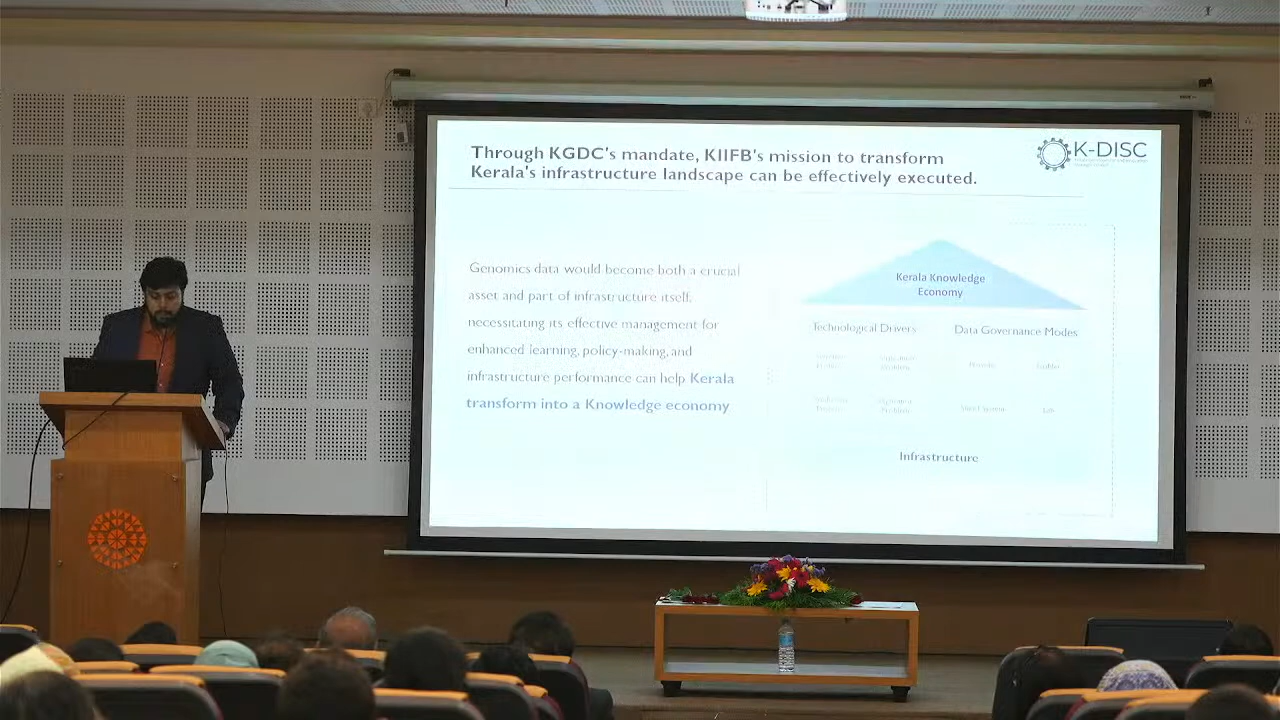 Through KGDC's mandate, KIIFB's mission to transform
Kerala's infrastructure landscape can be effectively executed.
K-DISC
Genomics data would become both a crucial
asset and part of infrastructure itself,
necessitating its effective management for
enhanced learning, policy-making, and
infrastructure performance can help Kerala
transform into a Knowledge economy
Kerala Knowledge
Economy
Technological Drivers
Data Governance Modes
Infrastructure